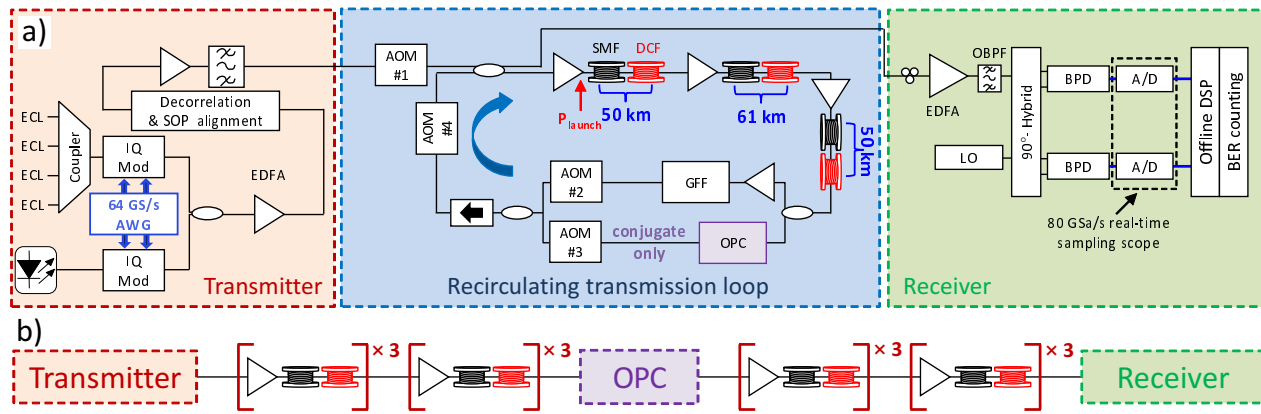 a)
ECL
ECL
ECL
ECL
Coupler
IQ
Mod
64 GS/s
AWG
IQ
Mod
Decorrelation
& SOP alignment
EDFA
Transmitter
AOM
#1
AOM
#4
P launch
SMF
DCF
50 km
61 km
50 km
AOM
#2
GFF
AOM
#3
conjugate
only
OPC
Recirculating transmission loop
EDFA
OBPF
LO
90°- Hybrid
BPD
A/D
BPD
A/D
Offline DSP
BER counting
80 GSa/s real-time
sampling scope
Receiver
b)
Transmitter
× 3
× 3
OPC
× 3
× 3
Receiver